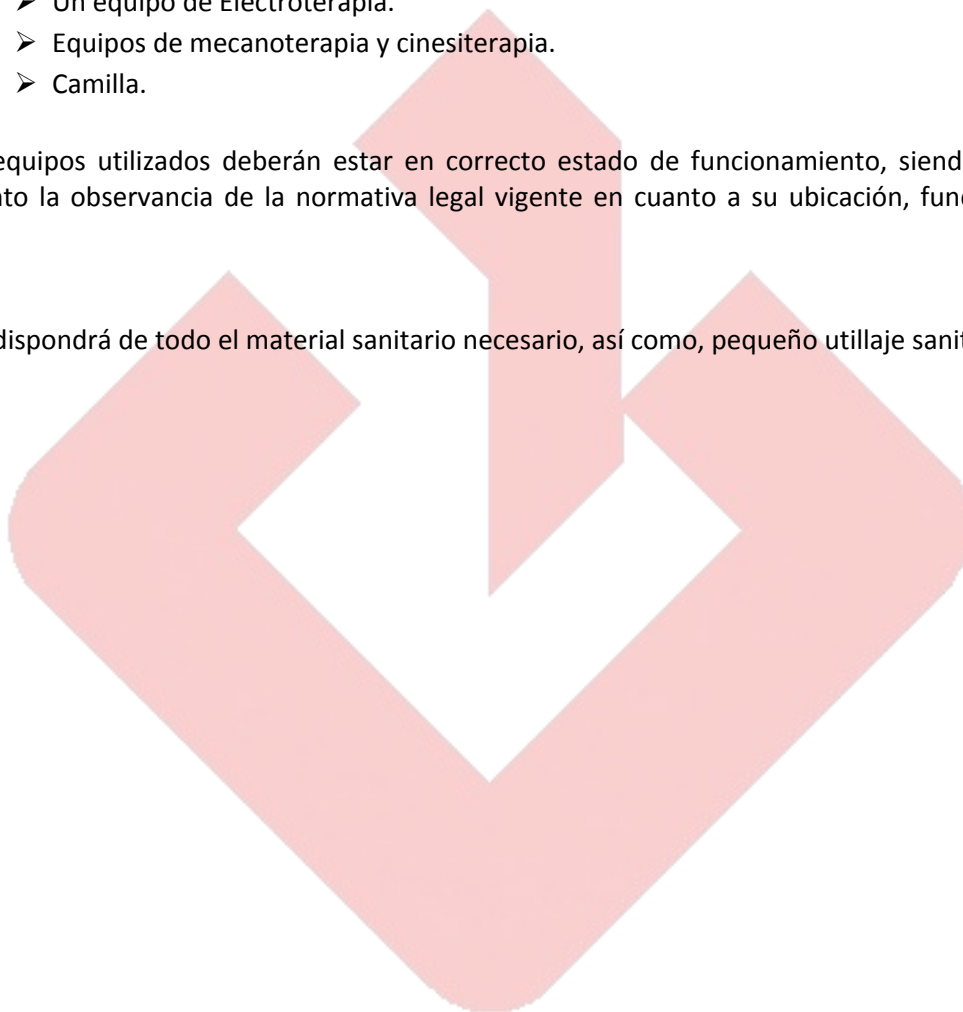 ➢ Un equipo de Electroterapia.
➢ Equipos de mecanoterapia y cinesiterapia.
➢ Camilla.
equipos utilizados deberán estar en correcto estado de funcionamiento, siend
to la observancia de la normativa legal vigente en cuanto a su ubicación, fun
dispondrá de todo el material sanitario necesario, así como, pequeño utillaje sanit